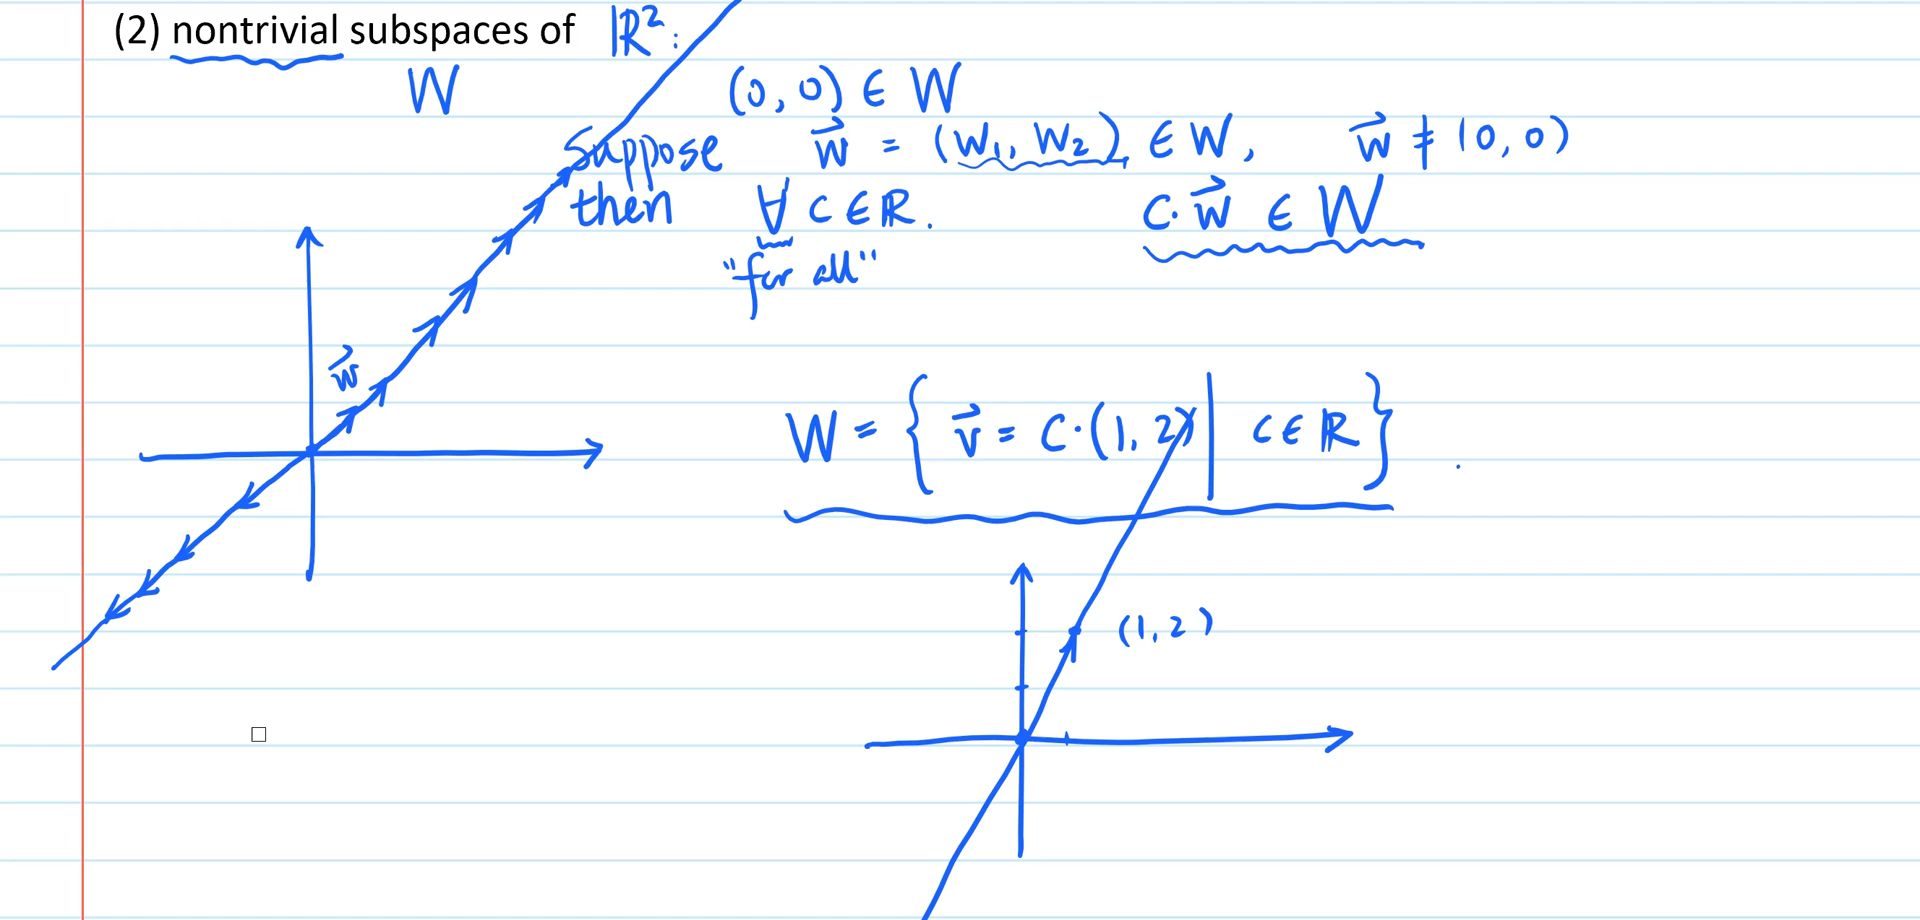 (2) nontrivial subspaces of ℝ²:
W (0,0) ∈ W
Suppose w⃗ = (w₁, w₂) ∈ W, w⃗ ≠ (0,0)
then ∀ c ∈ ℝ. c·w⃗ ∈ W
"for all"
w⃗
W = { v⃗ = c·(1,2) | c ∈ ℝ }.
(1,2)